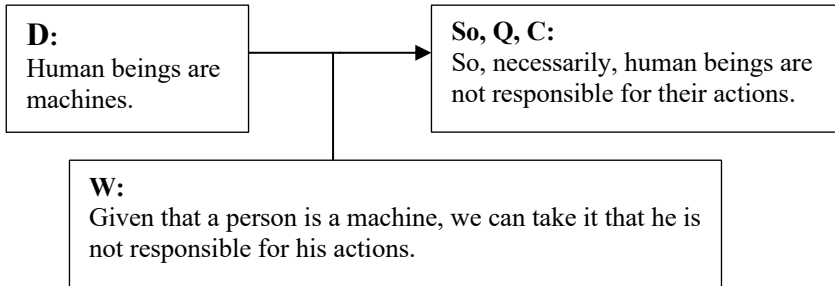 D:
Human beings are
machines.
So, Q, C:
So, necessarily, human beings are
not responsible for their actions.
W:
Given that a person is a machine, we can take it that he is
not responsible for his actions.